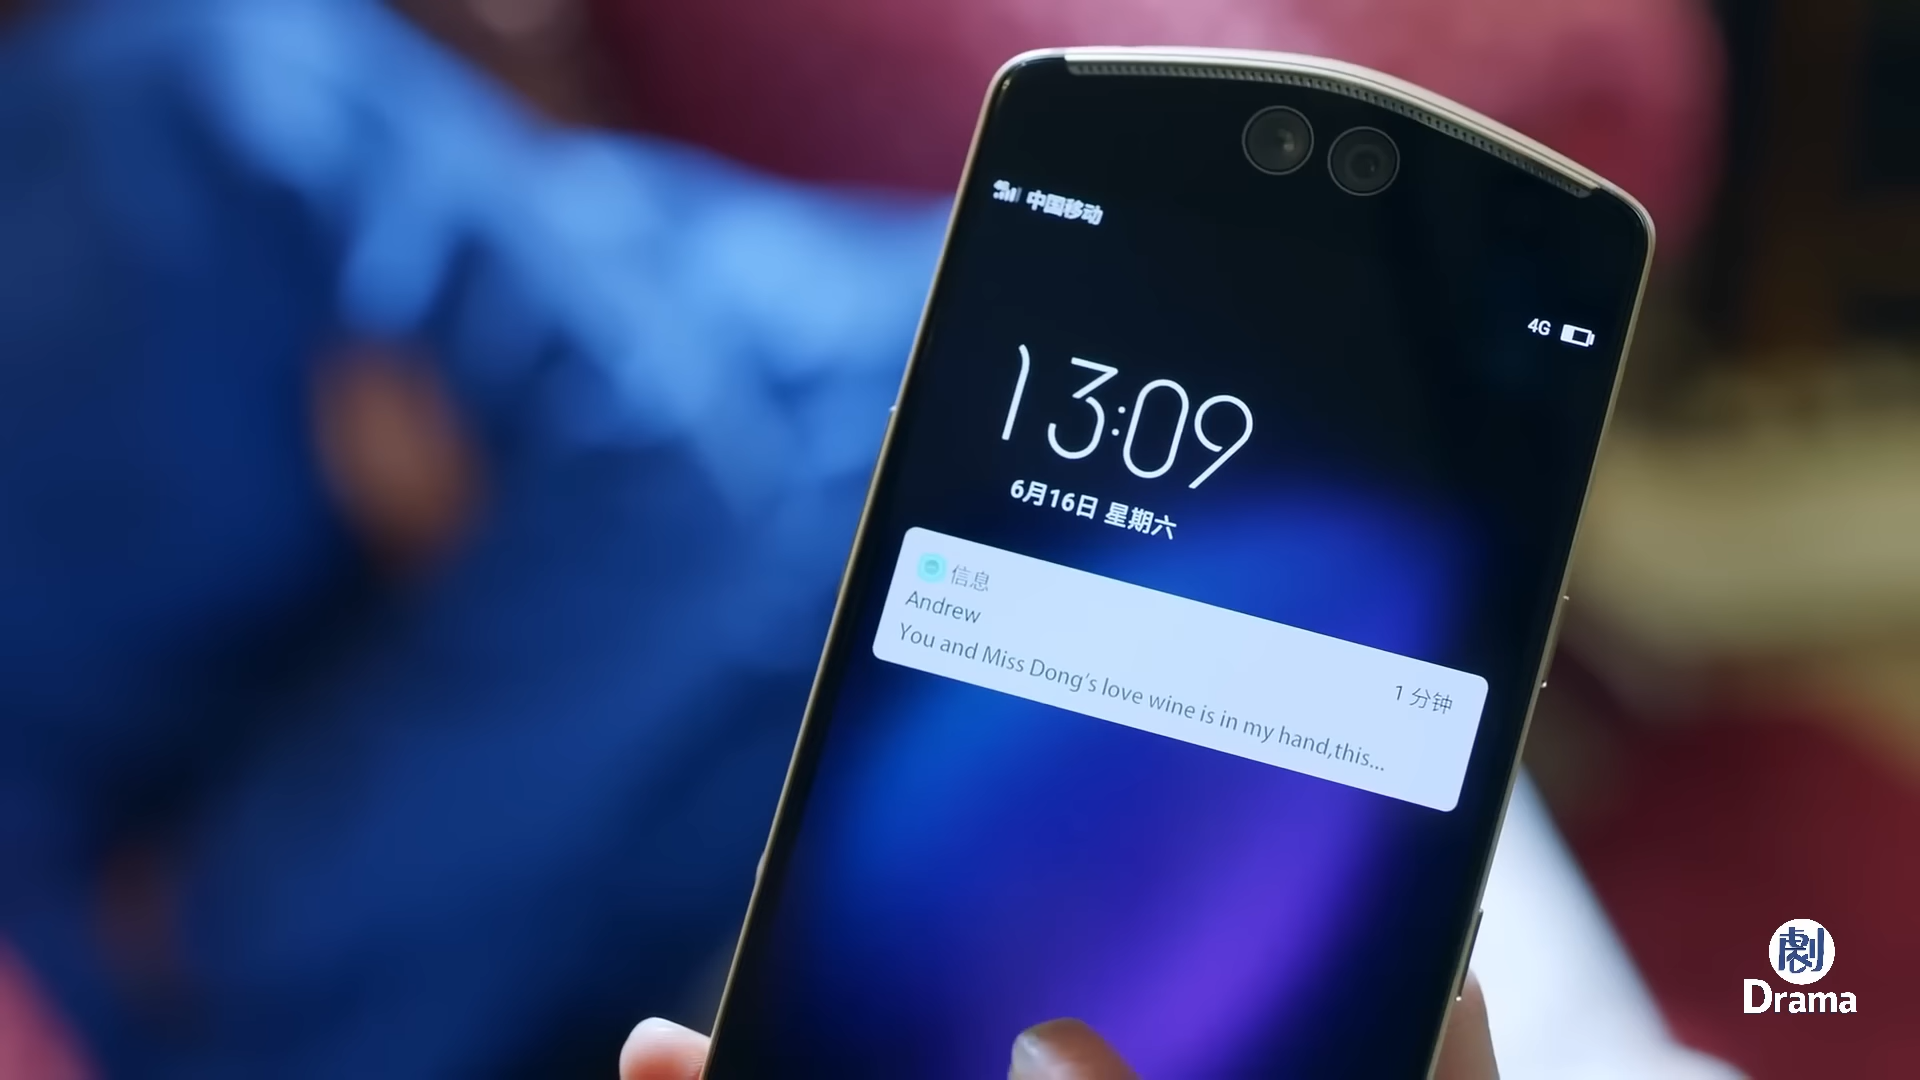 中国移动
4G
13:09
6月16日 星期六
信息
Andrew
1 分钟
You and Miss Dong's love wine is in my hand,this...
劇
Drama